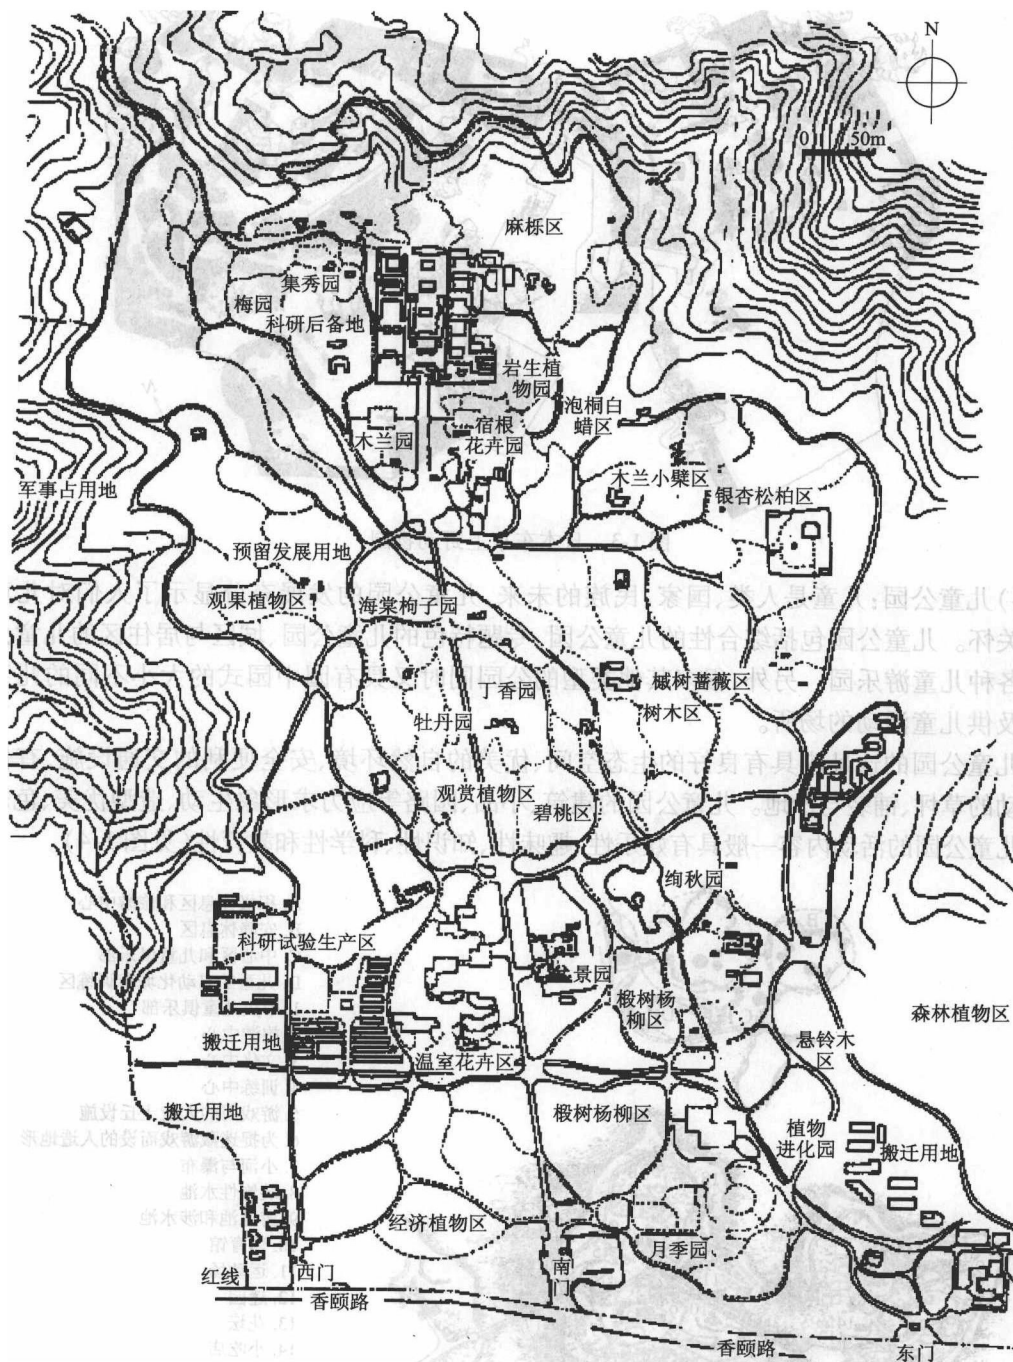 N
0 50m
麻栎区
集秀园
梅园
科研后备地
岩生植
物园
泡桐白
蜡区
宿根
花卉园
木兰园
木兰小檗区
银杏松柏区
军事占用地
预留发展用地
观果植物区
海棠栒子园
丁香园
槭树蔷薇区
树木区
牡丹园
观赏植物区
碧桃区
绚秋园
科研试验生产区
盆景园
椴树杨
柳区
森林植物区
搬迁用地
温室花卉区
悬铃木
区
搬迁用地
椴树杨柳区
植物
进化园
搬迁用地
经济植物区
月季园
南
门
红线
西门
香颐路
香颐路
东门